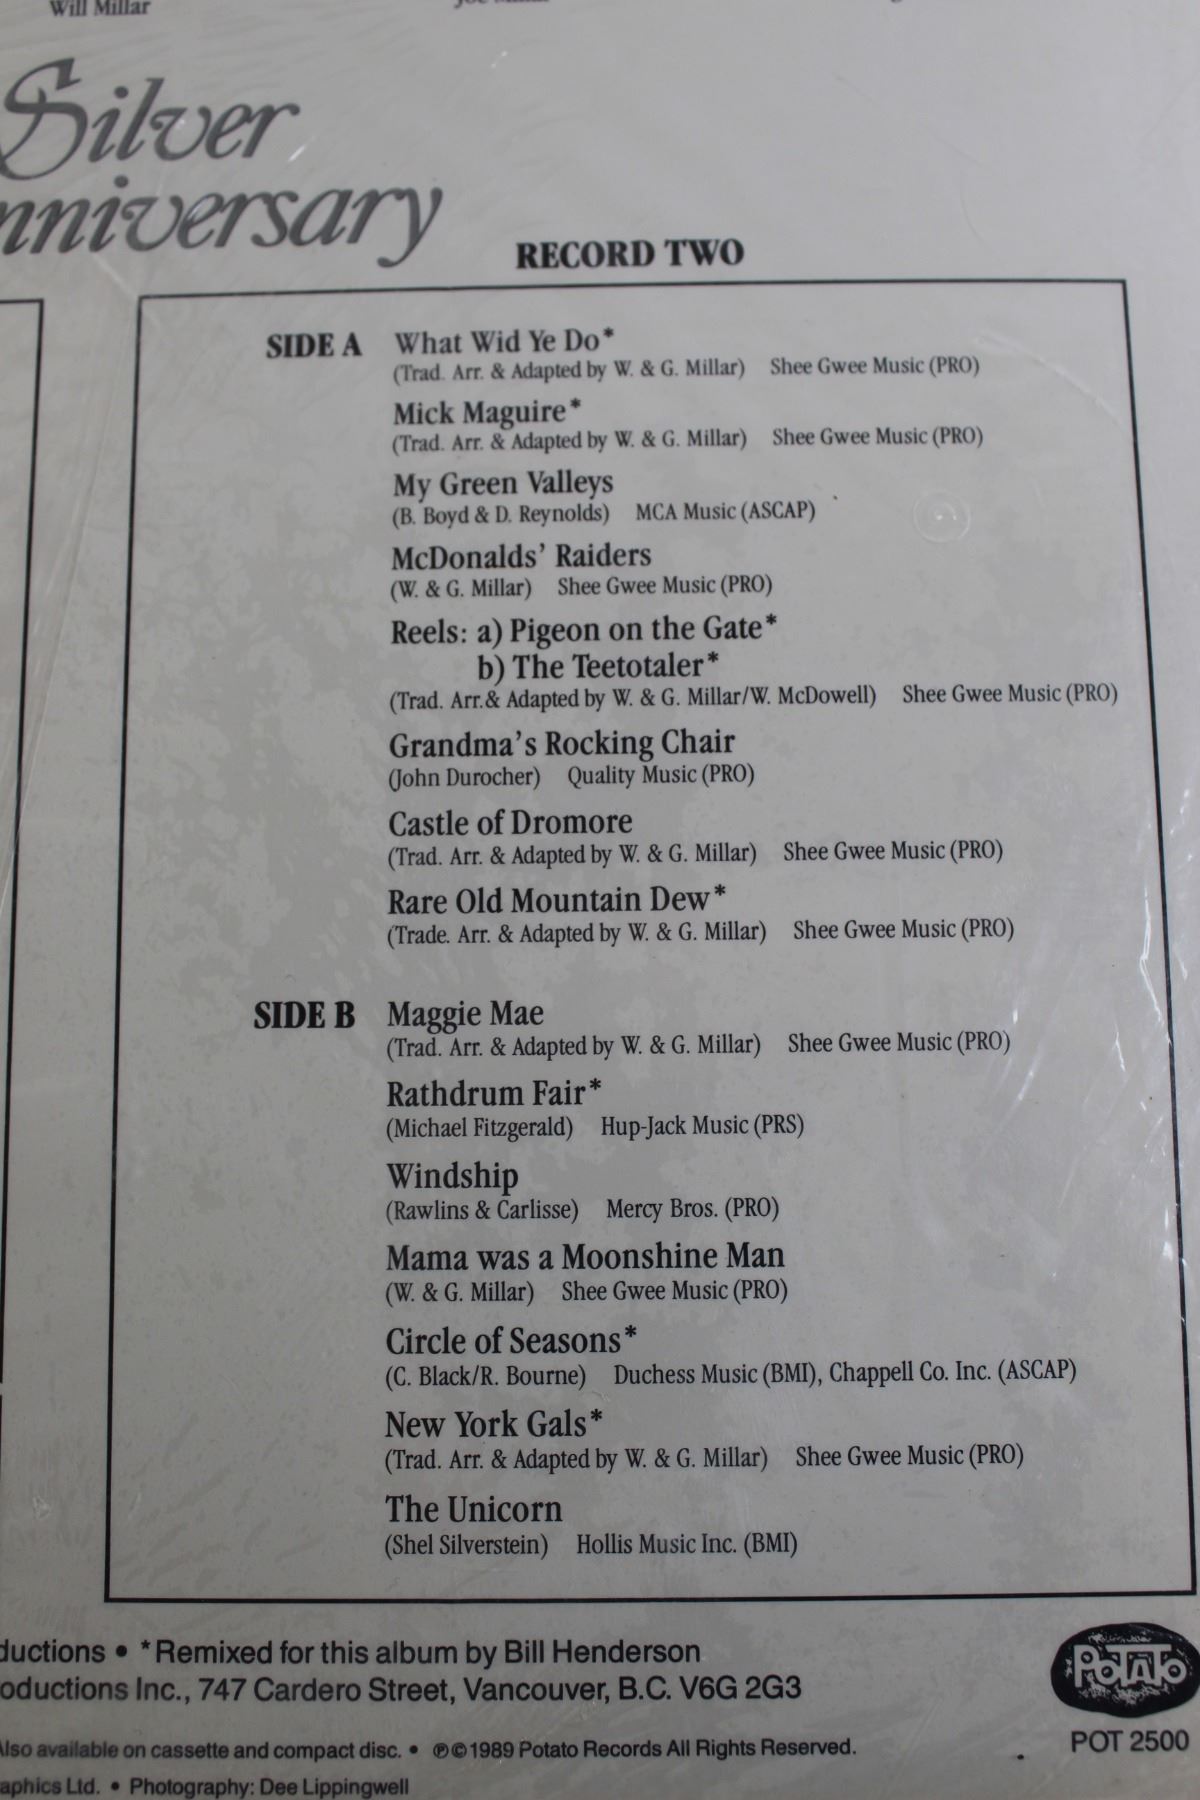 Will Millar
Silver
nniversary
RECORD TWO
SIDE A What Wid Ye Do*
(Trad. Arr. & Adapted by W. & G. Millar) Shee Gwee Music (PRO)
Mick Maguire*
(Trad. Arr. & Adapted by W. & G. Millar) Shee Gwee Music (PRO)
My Green Valleys
(B. Boyd & D. Reynolds) MCA Music (ASCAP)
McDonalds' Raiders
(W. & G. Millar) Shee Gwee Music (PRO)
Reels: a) Pigeon on the Gate*
b) The Teetotaler*
(Trad. Arr.& Adapted by W. & G. Millar/W. McDowell) Shee Gwee Music (PRO)
Grandma's Rocking Chair
(John Durocher) Quality Music (PRO)
Castle of Dromore
(Trad. Arr. & Adapted by W. & G. Millar) Shee Gwee Music (PRO)
Rare Old Mountain Dew*
(Trade. Arr. & Adapted by W. & G. Millar) Shee Gwee Music (PRO)
SIDE B Maggie Mae
(Trad. Arr. & Adapted by W. & G. Millar) Shee Gwee Music (PRO)
Rathdrum Fair*
(Michael Fitzgerald) Hup-Jack Music (PRS)
Windship
(Rawlins & Carlisse) Mercy Bros. (PRO)
Mama was a Moonshine Man
(W. & G. Millar) Shee Gwee Music (PRO)
Circle of Seasons*
(C. Black/R. Bourne) Duchess Music (BMI), Chappell Co. Inc. (ASCAP)
New York Gals*
(Trad. Arr. & Adapted by W. & G. Millar) Shee Gwee Music (PRO)
The Unicorn
(Shel Silverstein) Hollis Music Inc. (BMI)
ductions • *Remixed for this album by Bill Henderson
oductions Inc., 747 Cardero Street, Vancouver, B.C. V6G 2G3
Also available on cassette and compact disc. • ℗©1989 Potato Records All Rights Reserved.
aphics Ltd. • Photography: Dee Lippingwell
POTATO
POT 2500